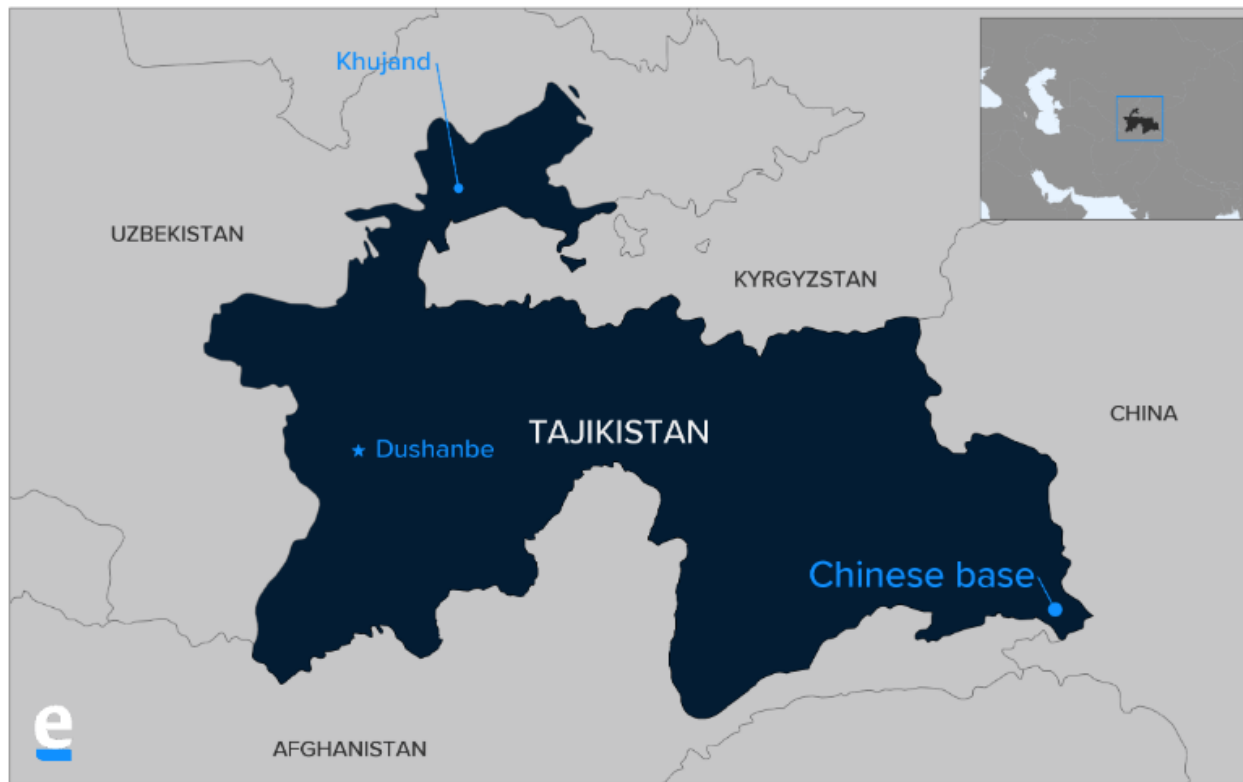 Khujand
UZBEKISTAN
KYRGYZSTAN
CHINA
TAJIKISTAN
Dushanbe
Chinese base
e
AFGHANISTAN